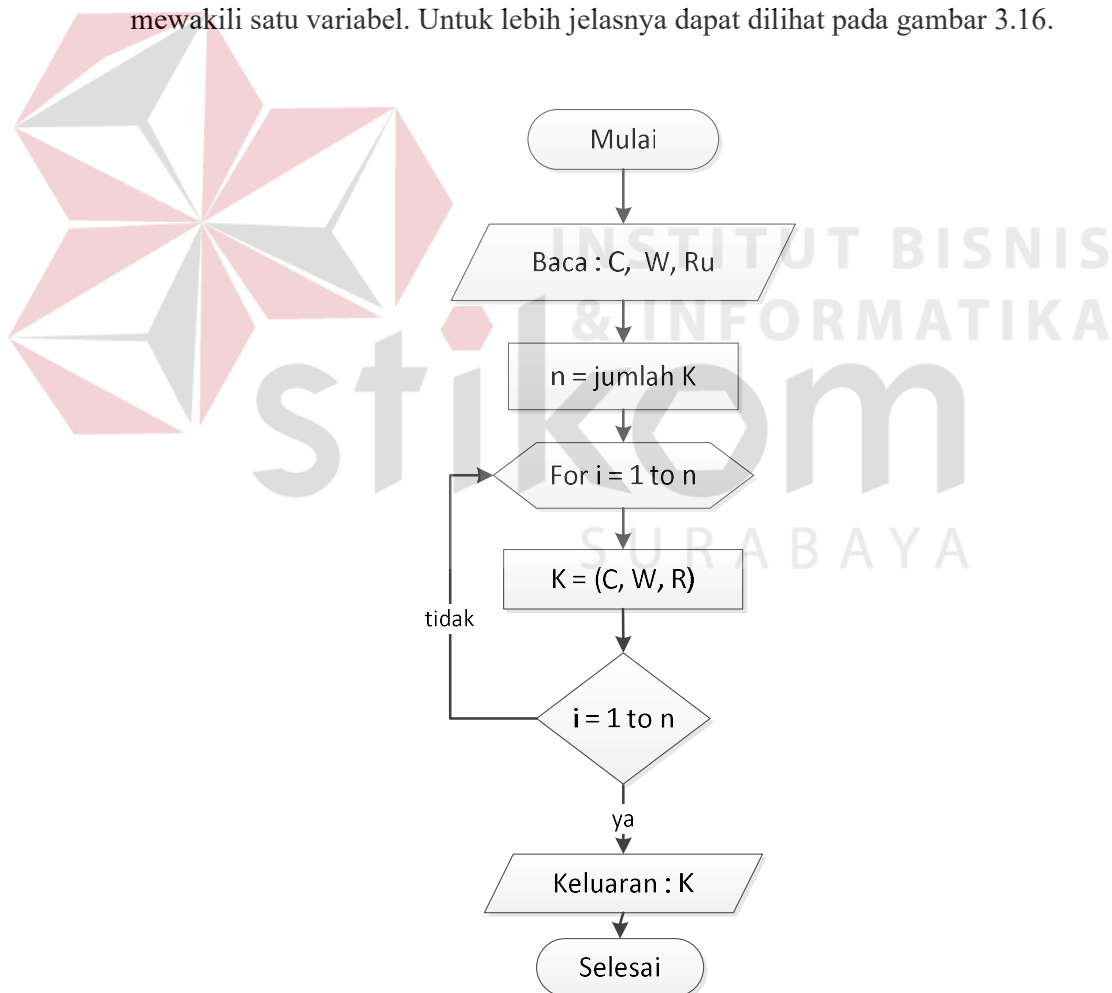 mewakili satu variabel. Untuk lebih jelasnya dapat dilihat pada gambar 3.16.
Mulai
INSTITUT BISNIS
Baca : C, W, Ru
& INFORMATIKA
stikom
n = jumlah K
For i = 1 to n
SURABAYA
K = (C, W, R)
tidak
i = 1 to n
ya
Keluaran : K
Selesai